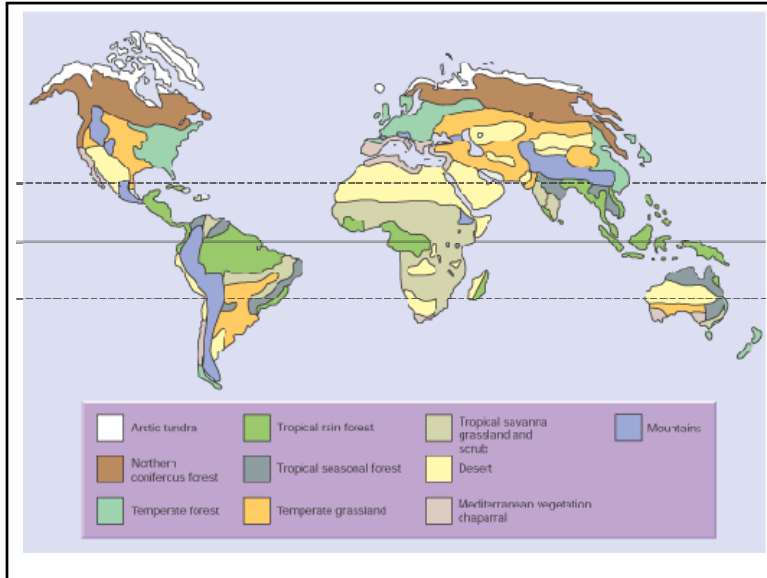 Arctic tundra
Northern
coniferous forest
Temperate forest
Tropical rain forest
Tropical seasonal forest
Temperate grassland
Tropical savanna
grassland and
scrub
Desert
Mediterranean vegetation
chaparral
Mountains